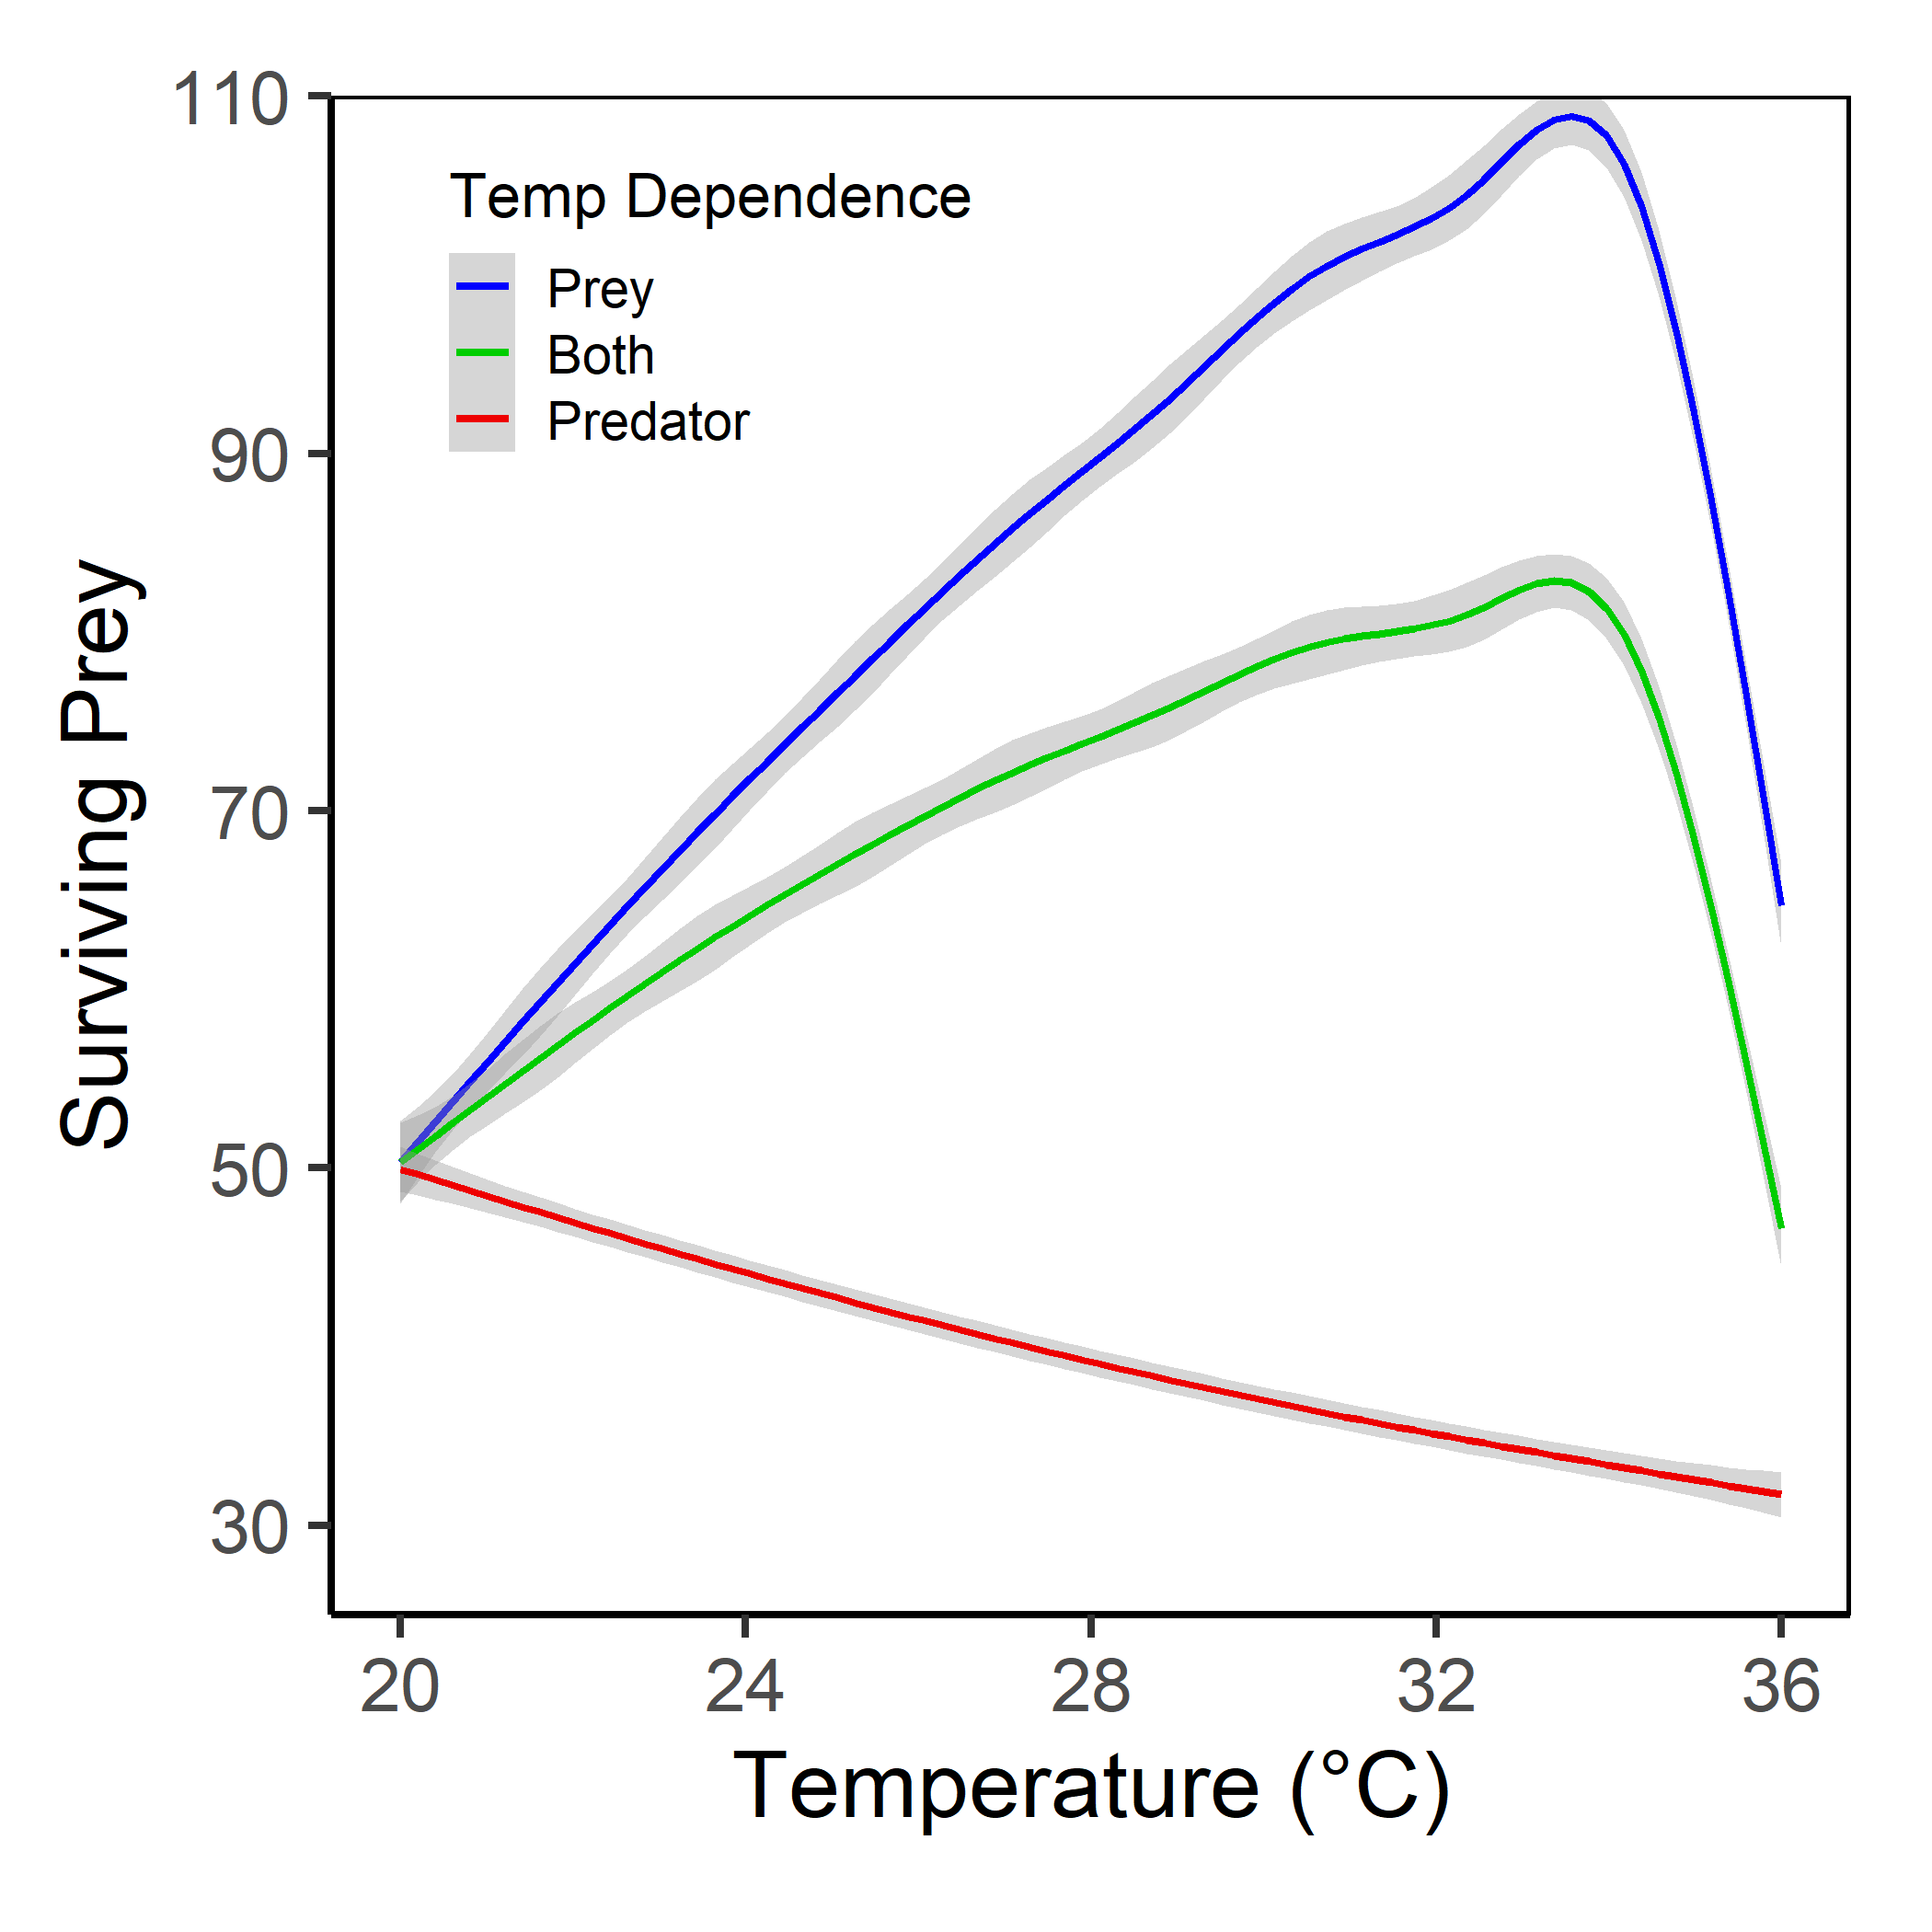 110
90
70
50
30
Surviving Prey
Temp Dependence
Prey
Both
Predator
20 24 28 32 36
Temperature (°C)